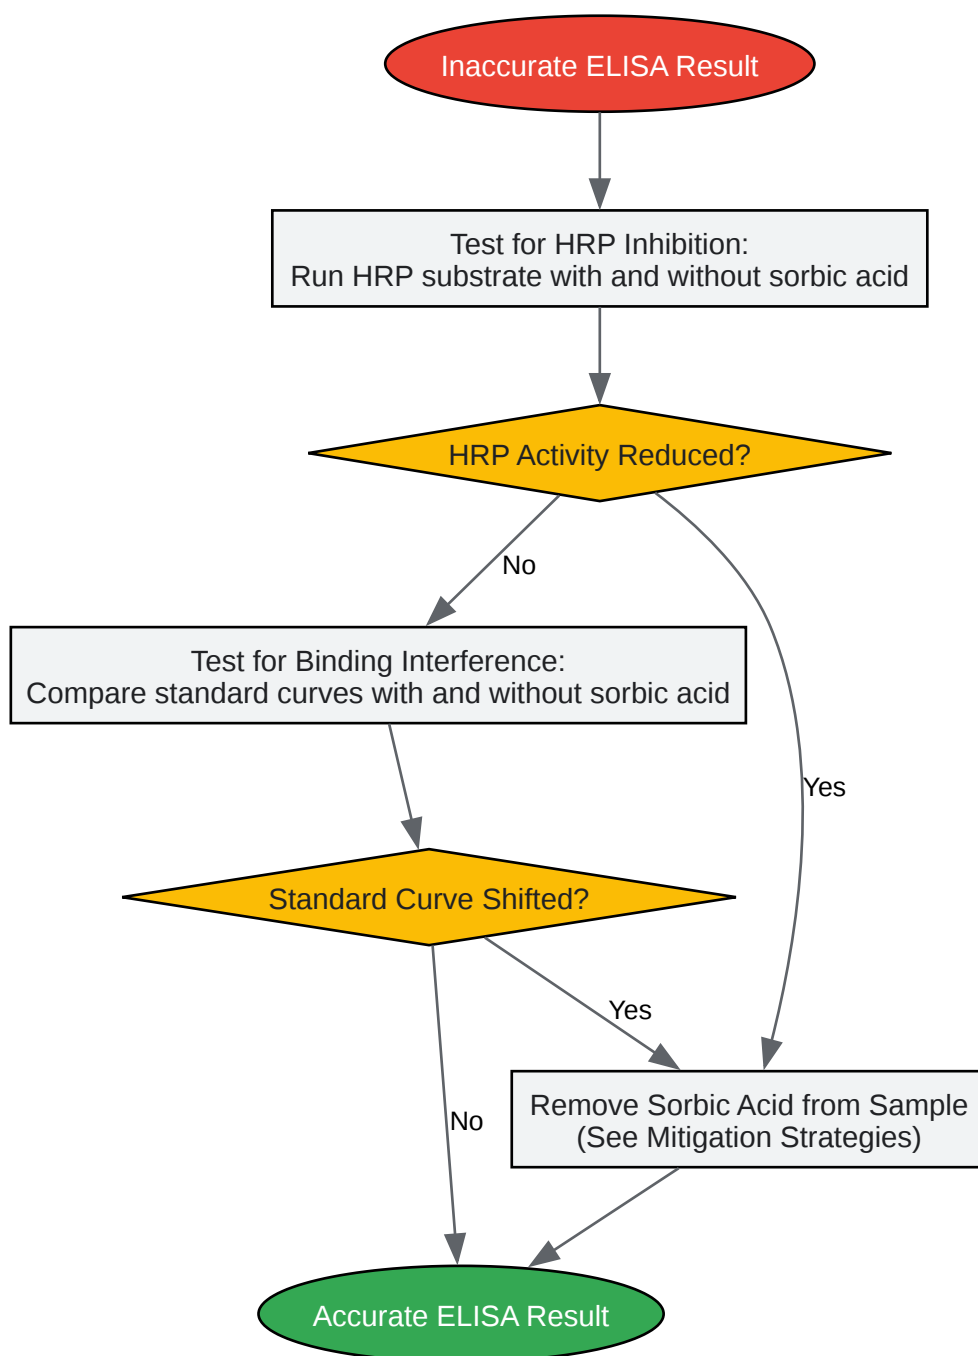 Inaccurate ELISA Result
Test for HRP Inhibition:
Run HRP substrate with and without sorbic acid
HRP Activity Reduced?
No
Test for Binding Interference:
Compare standard curves with and without sorbic acid
Yes
Standard Curve Shifted?
Yes
No
Remove Sorbic Acid from Sample
(See Mitigation Strategies)
Accurate ELISA Result